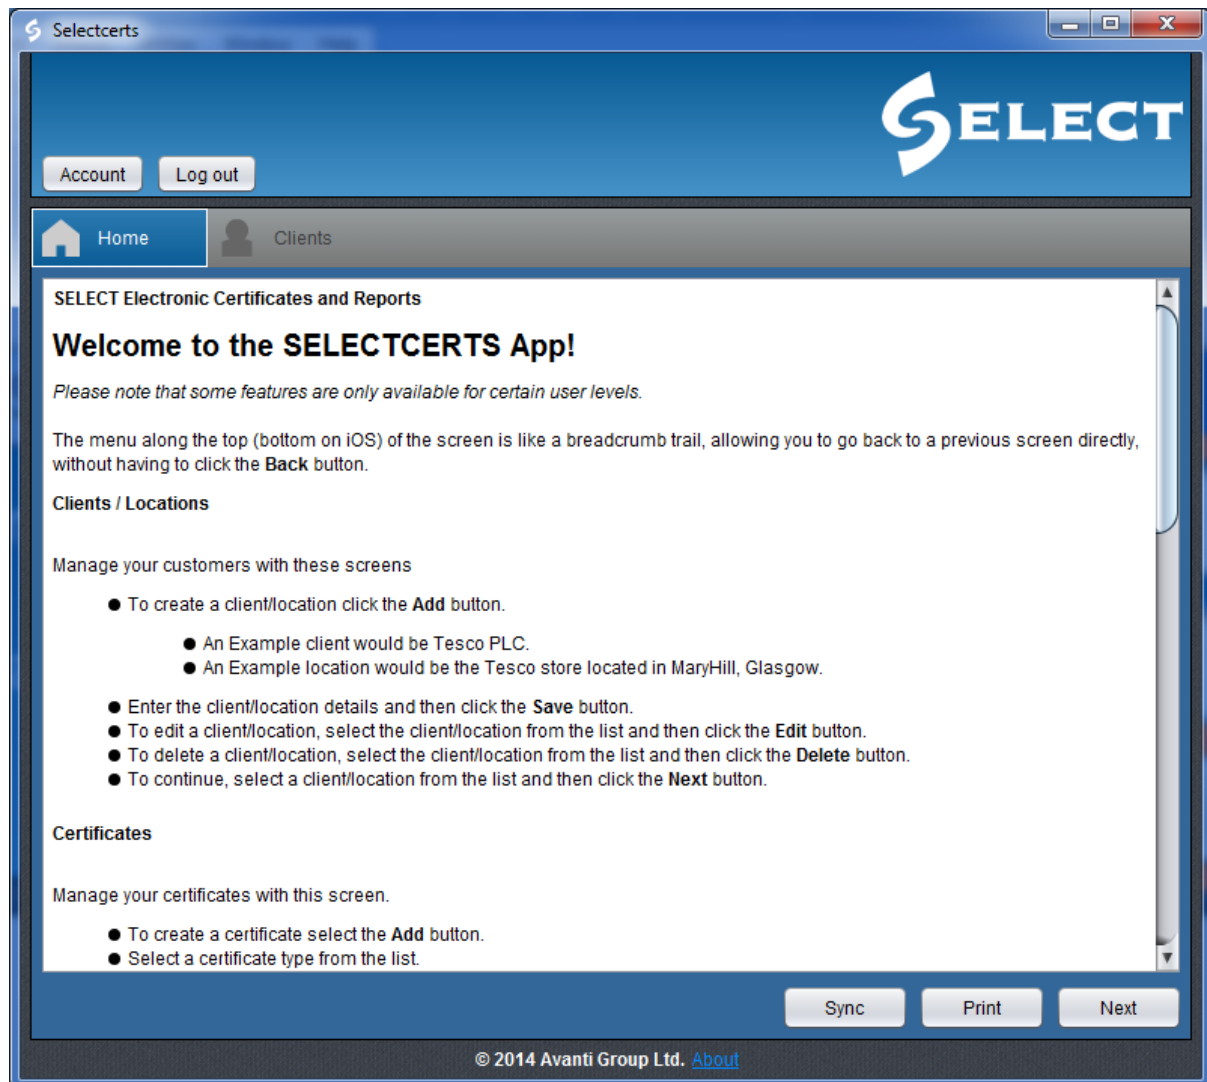 Selectcerts
SELECT
Account
Log out
Home
Clients
SELECT Electronic Certificates and Reports
Welcome to the SELECTCERTS App!
Please note that some features are only available for certain user levels.
The menu along the top (bottom on iOS) of the screen is like a breadcrumb trail, allowing you to go back to a previous screen directly,
without having to click the Back button.
Clients / Locations
Manage your customers with these screens
● To create a client/location click the Add button.
● An Example client would be Tesco PLC.
● An Example location would be the Tesco store located in MaryHill, Glasgow.
● Enter the client/location details and then click the Save button.
● To edit a client/location, select the client/location from the list and then click the Edit button.
● To delete a client/location, select the client/location from the list and then click the Delete button.
● To continue, select a client/location from the list and then click the Next button.
Certificates
Manage your certificates with this screen.
● To create a certificate select the Add button.
● Select a certificate type from the list.
Sync
Print
Next
© 2014 Avanti Group Ltd. About